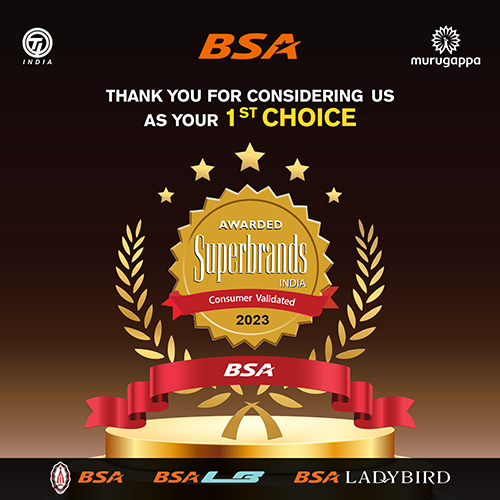 TI
INDIA
BSA
murugappa
THANK YOU FOR CONSIDERING US
AS YOUR 1ST CHOICE
AWARDED
Superbrands
INDIA
Consumer Validated
2023
BSA
BSA
BSA LB
BSA LADYBIRD